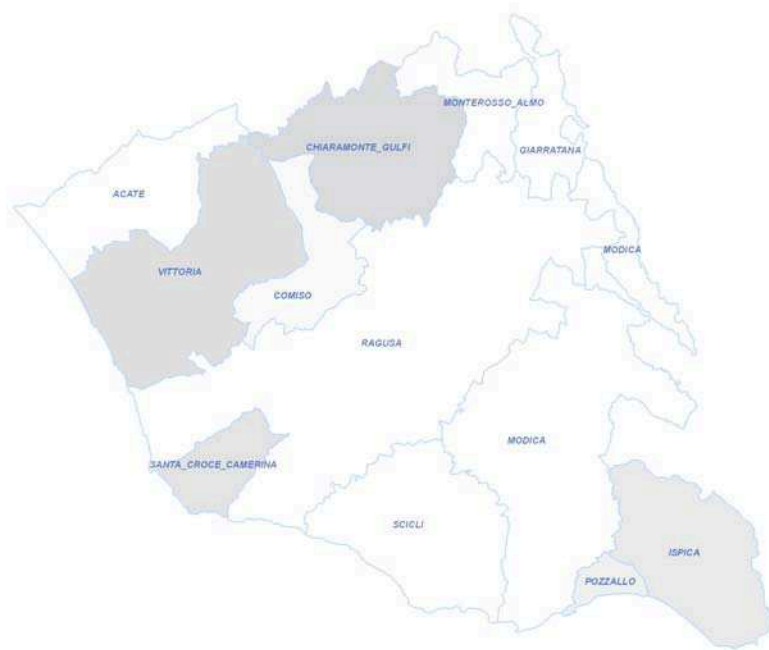 MONTEROSSO_ALMO
CHIARAMONTE_GULFI
GIARRATANA
ACATE
MODICA
VITTORIA
COMISO
RAGUSA
MODICA
SANTA_CROCE_CAMERINA
SCICLI
ISPICA
POZZALLO